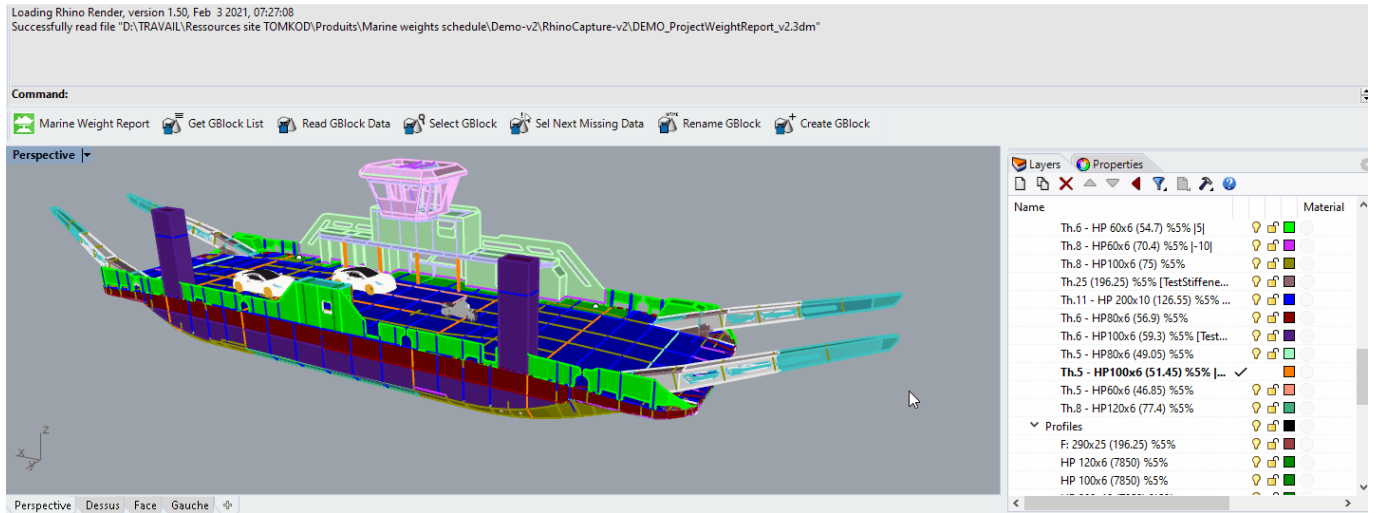 Loading Rhino Render, version 1.50, Feb 3 2021, 07:27:08
Successfully read file "D:\TRAVAIL\Ressources site TOMKOD\Produits\Marine weights schedule\Demo-v2\RhinoCapture-v2\DEMO_ProjectWeightReport_v2.3dm"
Command:
Marine Weight Report Get GBlock List Read GBlock Data Select GBlock Sel Next Missing Data Rename GBlock Create GBlock
Perspective
Layers Properties
Name Material
Th.6 - HP 60x6 (54.7) %5% |5|
Th.8 - HP60x6 (70.4) %5% |-10|
Th.8 - HP100x6 (75) %5%
Th.25 (196.25) %5% [TestStiffene...
Th.11 - HP 200x10 (126.55) %5% ...
Th.6 - HP80x6 (56.9) %5%
Th.6 - HP100x6 (59.3) %5% [Test...
Th.5 - HP80x6 (49.05) %5%
Th.5 - HP100x6 (51.45) %5% |...
Th.5 - HP60x6 (46.85) %5%
Th.8 - HP120x6 (77.4) %5%
Profiles
F: 290x25 (196.25) %5%
HP 120x6 (7850) %5%
HP 100x6 (7850) %5%
z
x
y
Perspective Dessus Face Gauche